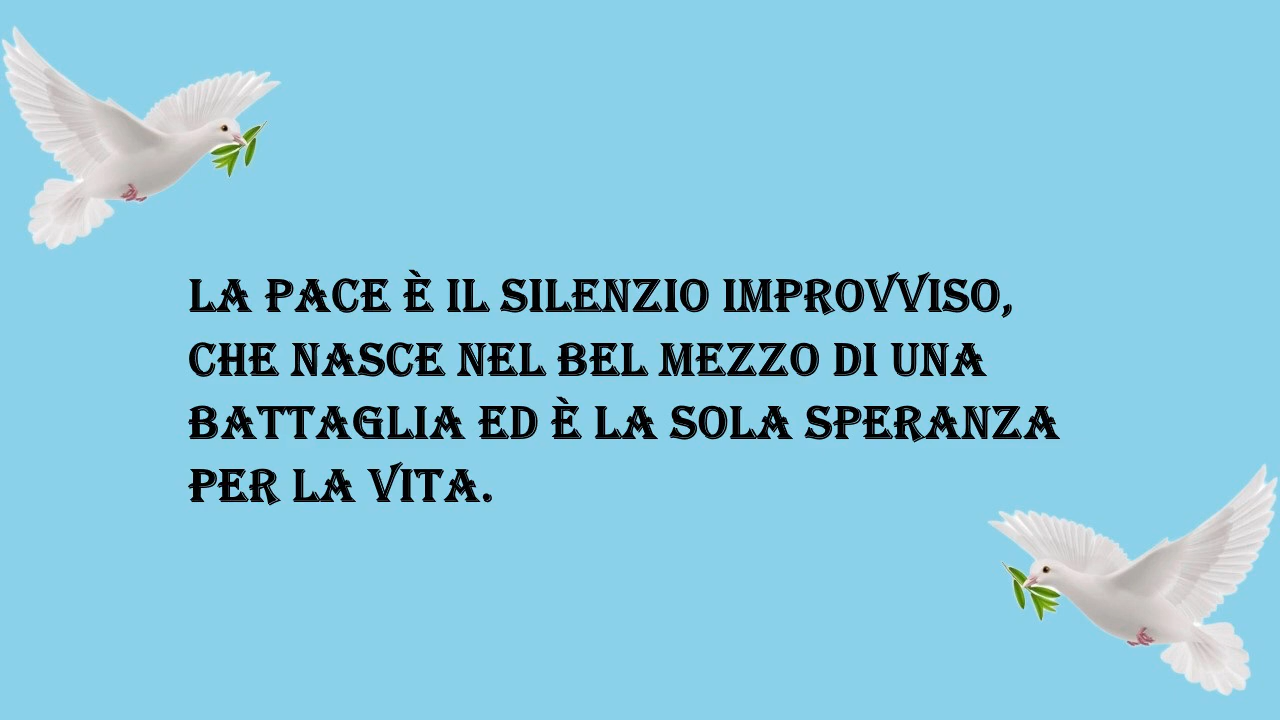 LA PACE È IL SILENZIO IMPROVVISO,
CHE NASCE NEL BEL MEZZO DI UNA
BATTAGLIA ED È LA SOLA SPERANZA
PER LA VITA.